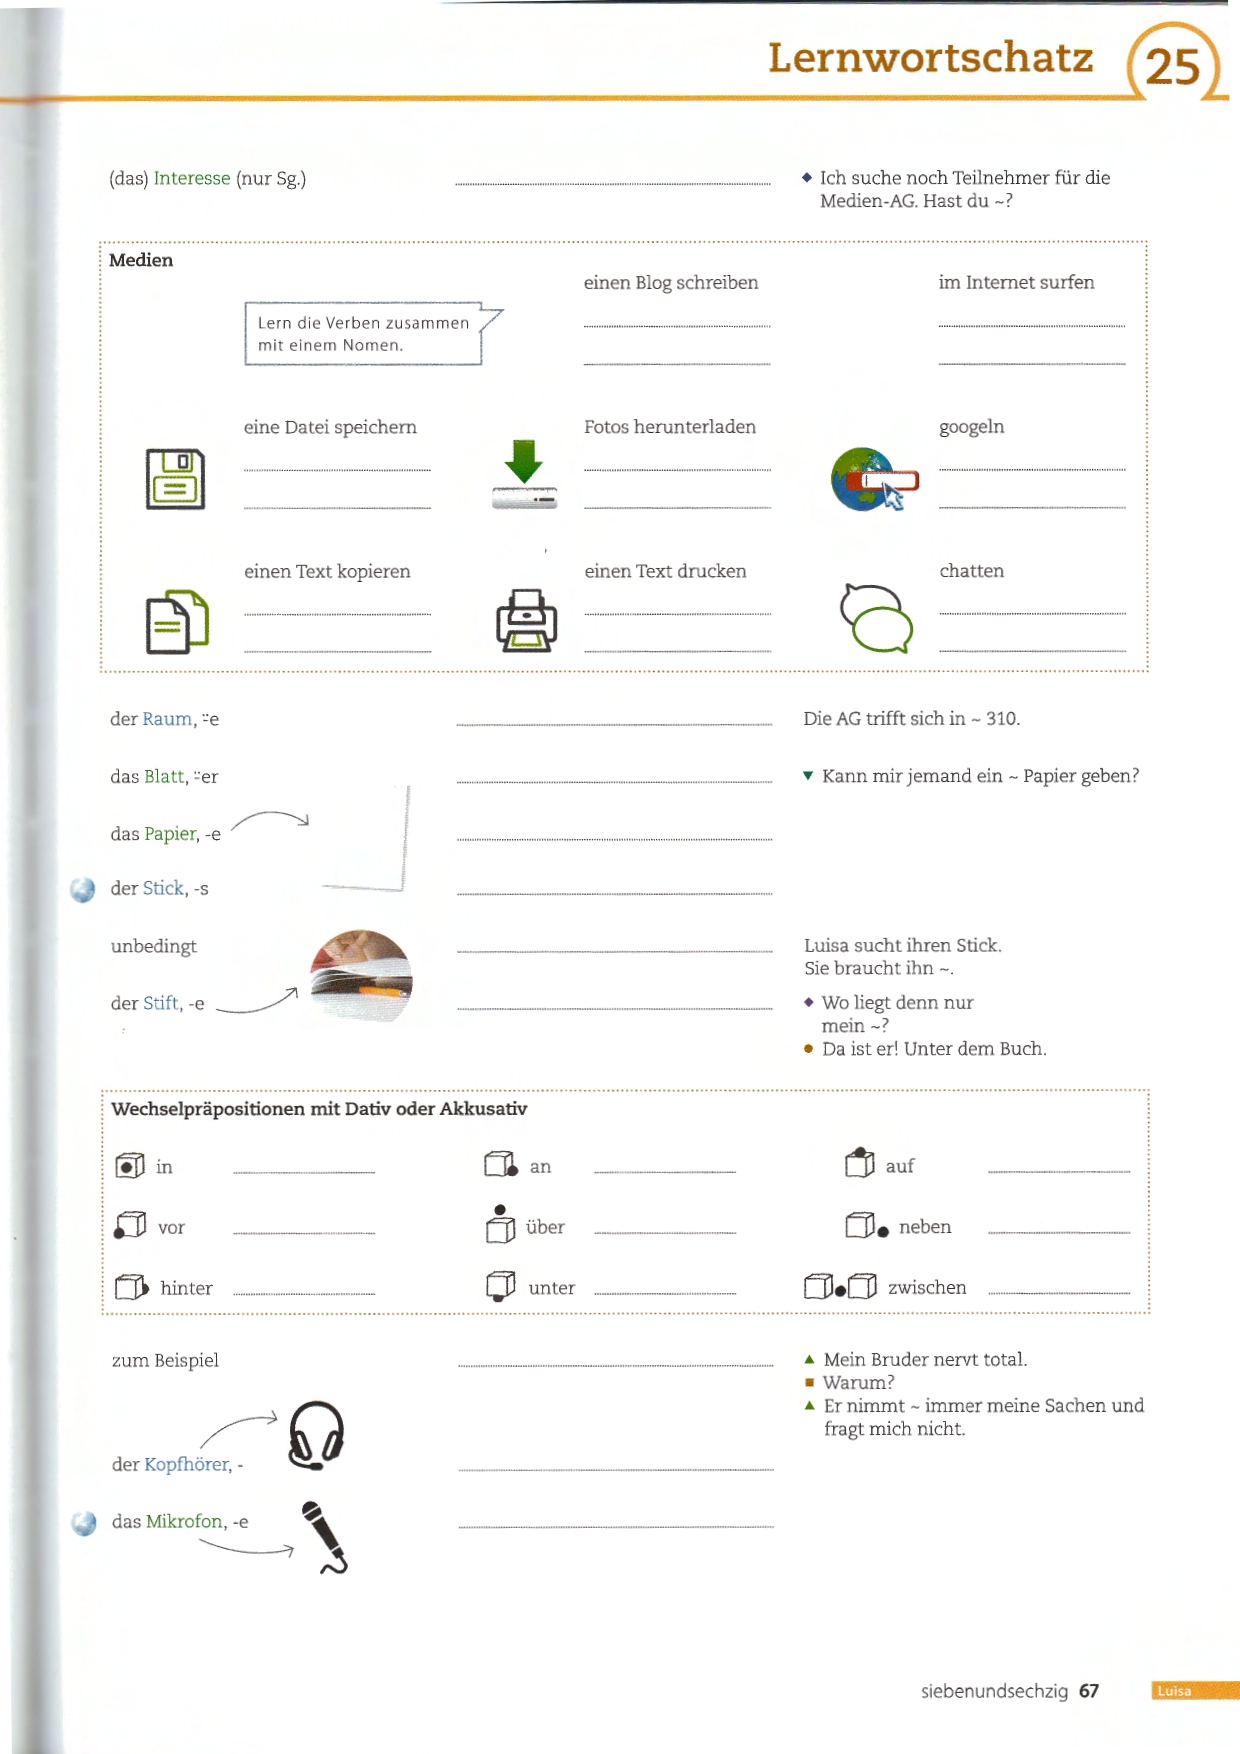 Lernwortschatz 25
(das) Interesse (nur Sg.)
◆ Ich suche noch Teilnehmer für die
Medien-AG. Hast du ~?
Medien
einen Blog schreiben
im Internet surfen
Lern die Verben zusammen
mit einem Nomen.
eine Datei speichern
Fotos herunterladen
googeln
einen Text kopieren
einen Text drucken
chatten
der Raum, ¨-e
Die AG trifft sich in ~ 310.
das Blatt, ¨-er
▼ Kann mir jemand ein ~ Papier geben?
das Papier, -e
der Stick, -s
unbedingt
Luisa sucht ihren Stick.
Sie braucht ihn ~.
der Stift, -e
◆ Wo liegt denn nur
mein ~?
● Da ist er! Unter dem Buch.
Wechselpräpositionen mit Dativ oder Akkusativ
in
an
auf
vor
über
neben
hinter
unter
zwischen
zum Beispiel
▲ Mein Bruder nervt total.
■ Warum?
▲ Er nimmt ~ immer meine Sachen und
fragt mich nicht.
der Kopfhörer, -
das Mikrofon, -e
siebenundsechzig 67
Luisa